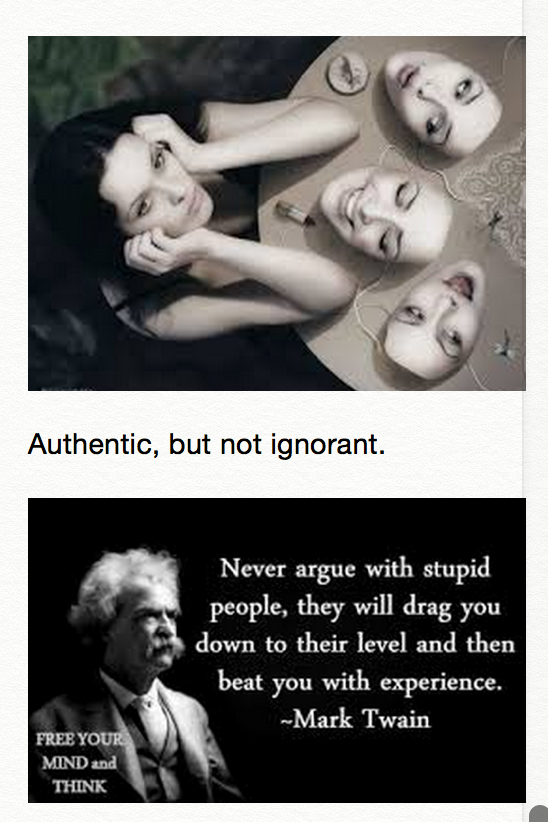 Authentic, but not ignorant.
Never argue with stupid
people, they will drag you
down to their level and then
beat you with experience.
~Mark Twain
FREE YOUR
MIND and
THINK